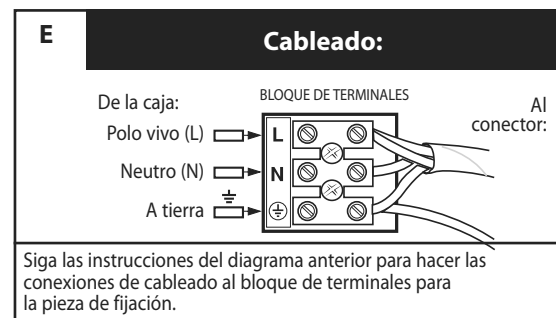 E
Cableado:
De la caja:
BLOQUE DE TERMINALES
Al
conector:
Polo vivo (L)
L
Neutro (N)
N
A tierra
Siga las instrucciones del diagrama anterior para hacer las
conexiones de cableado al bloque de terminales para
la pieza de fijación.